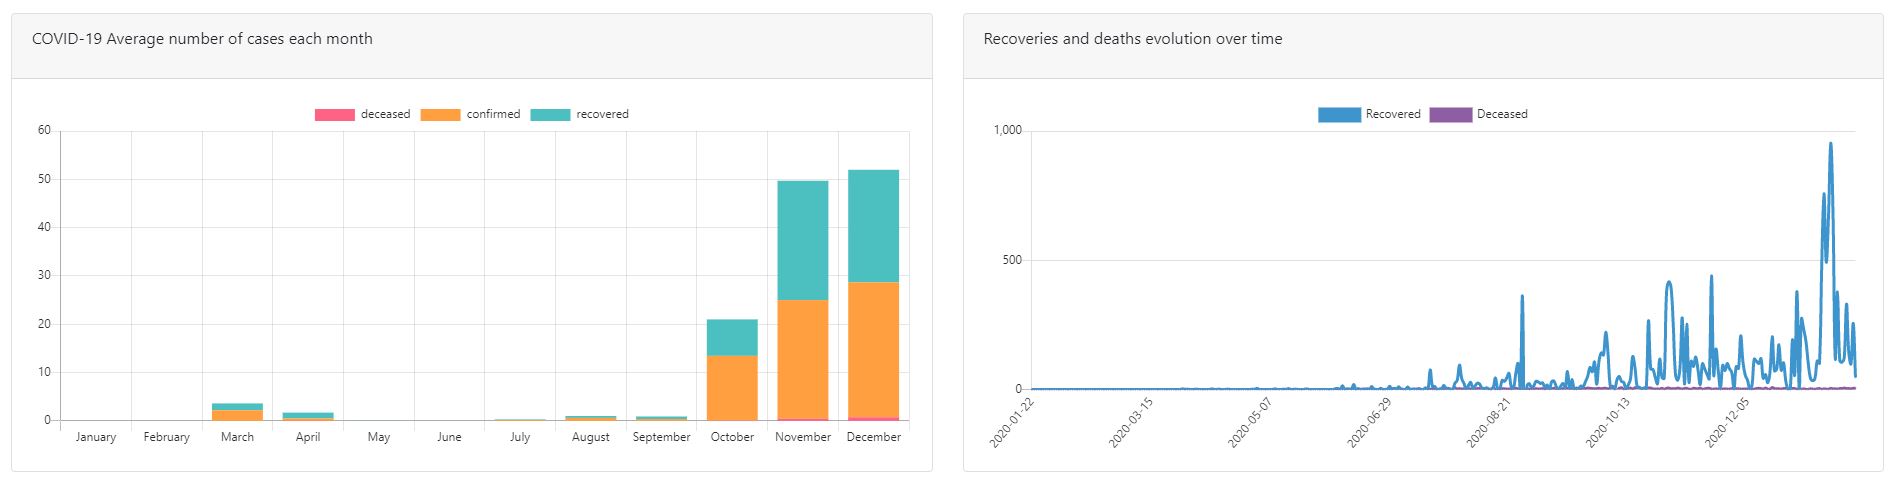 COVID-19 Average number of cases each month
deceased confirmed recovered
60
50
40
30
20
10
0
January February March April May June July August September October November December
Recoveries and deaths evolution over time
Recovered Deceased
1,000
500
0
2020-01-22 2020-03-15 2020-05-07 2020-06-29 2020-08-21 2020-10-13 2020-12-05